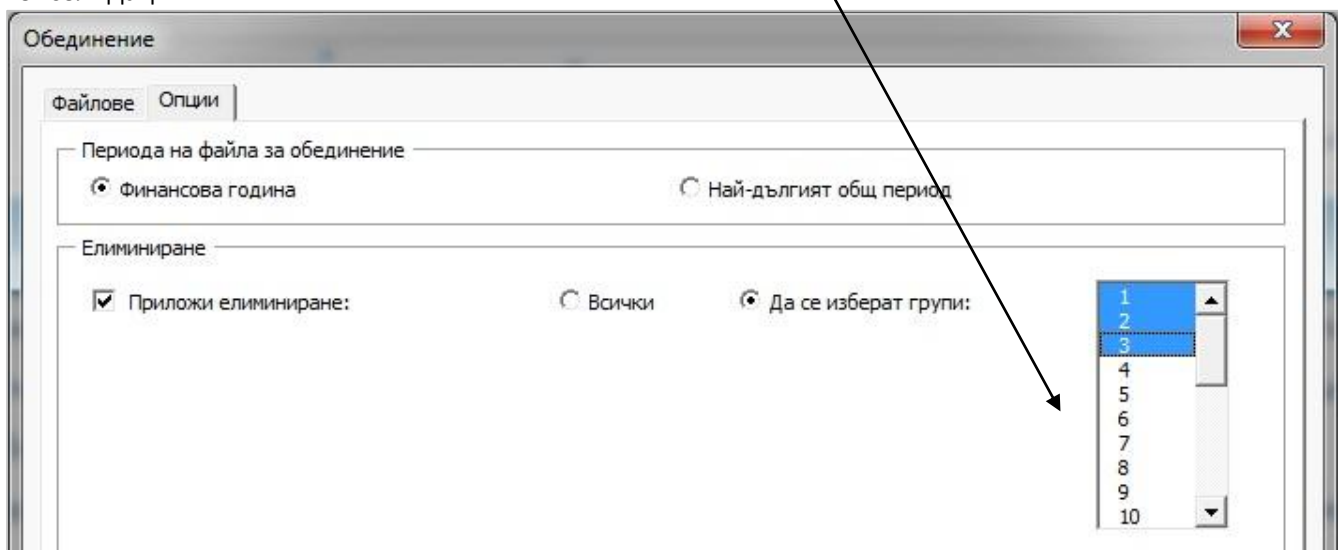 Обединение
Файлове Опции
Периода на файла за обединение
Финансова година Най-дългият общ период
Елиминиране
Приложи елиминиране: Всички Да се изберат групи:
1
2
3
4
5
6
7
8
9
10